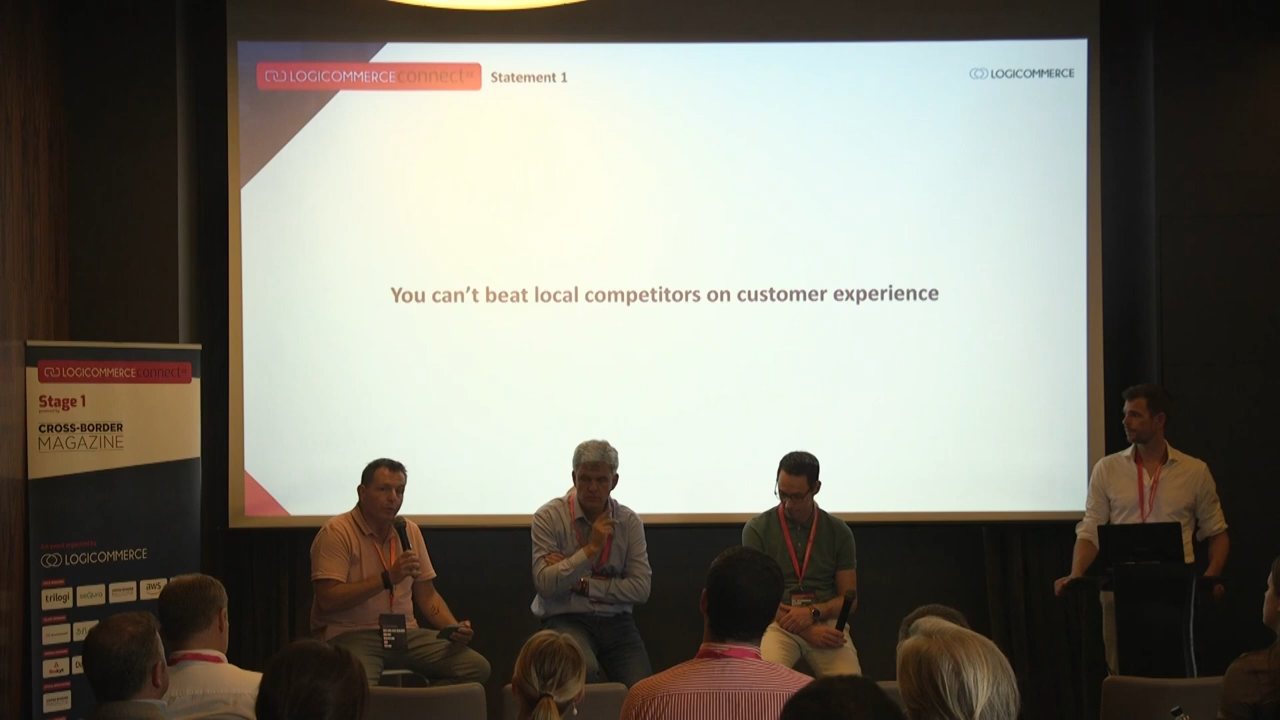 LOGICOMMERCE connect
Statement 1
LOGICOMMERCE
You can't beat local competitors on customer experience
LOGICOMMERCE connect
Stage 1
CROSS-BORDER
MAGAZINE
LOGICOMMERCE
trilogi
aws